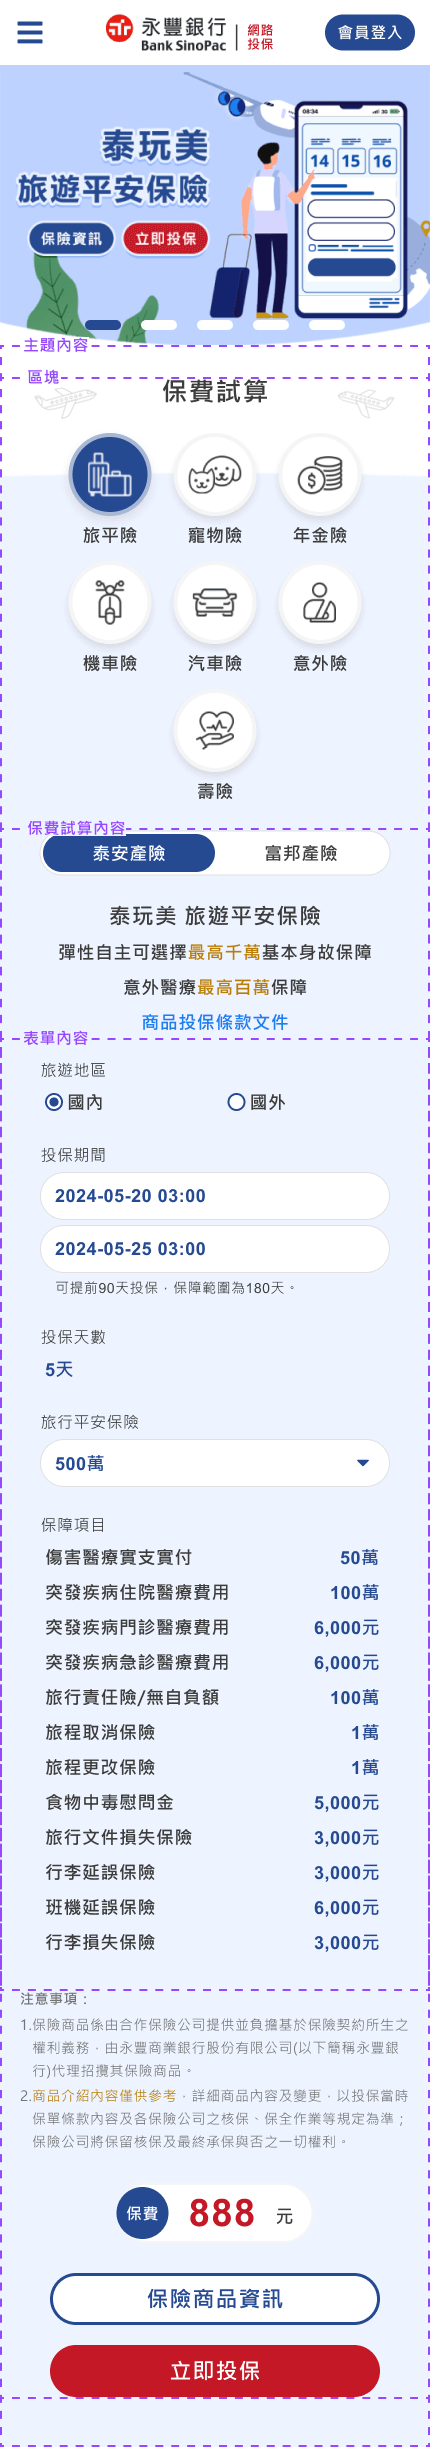 永豐銀行
Bank SinoPac
網路
投保
會員登入
泰玩美
旅遊平安保險
保險資訊
立即投保
08:34
3G
14 15 16
主題內容
區塊
保費試算
旅平險
寵物險
年金險
機車險
汽車險
意外險
壽險
保費試算內容
泰安產險
富邦產險
泰玩美 旅遊平安保險
彈性自主可選擇最高千萬基本身故保障
意外醫療最高百萬保障
商品投保條款文件
表單內容
旅遊地區
國內
國外
投保期間
2024-05-20 03:00
2024-05-25 03:00
可提前90天投保，保障範圍為180天。
投保天數
5天
旅行平安保險
500萬
保障項目
傷害醫療實支實付 50萬
突發疾病住院醫療費用 100萬
突發疾病門診醫療費用 6,000元
突發疾病急診醫療費用 6,000元
旅行責任險/無自負額 100萬
旅程取消保險 1萬
旅程更改保險 1萬
食物中毒慰問金 5,000元
旅行文件損失保險 3,000元
行李延誤保險 3,000元
班機延誤保險 6,000元
行李損失保險 3,000元
注意事項：
1.保險商品係由合作保險公司提供並負擔基於保險契約所生之
權利義務，由永豐商業銀行股份有限公司(以下簡稱永豐銀
行)代理招攬其保險商品。
2.商品介紹內容僅供參考，詳細商品內容及變更，以投保當時
保單條款內容及各保險公司之核保、保全作業等規定為準；
保險公司將保留核保及最終承保與否之一切權利。
保費 888 元
保險商品資訊
立即投保